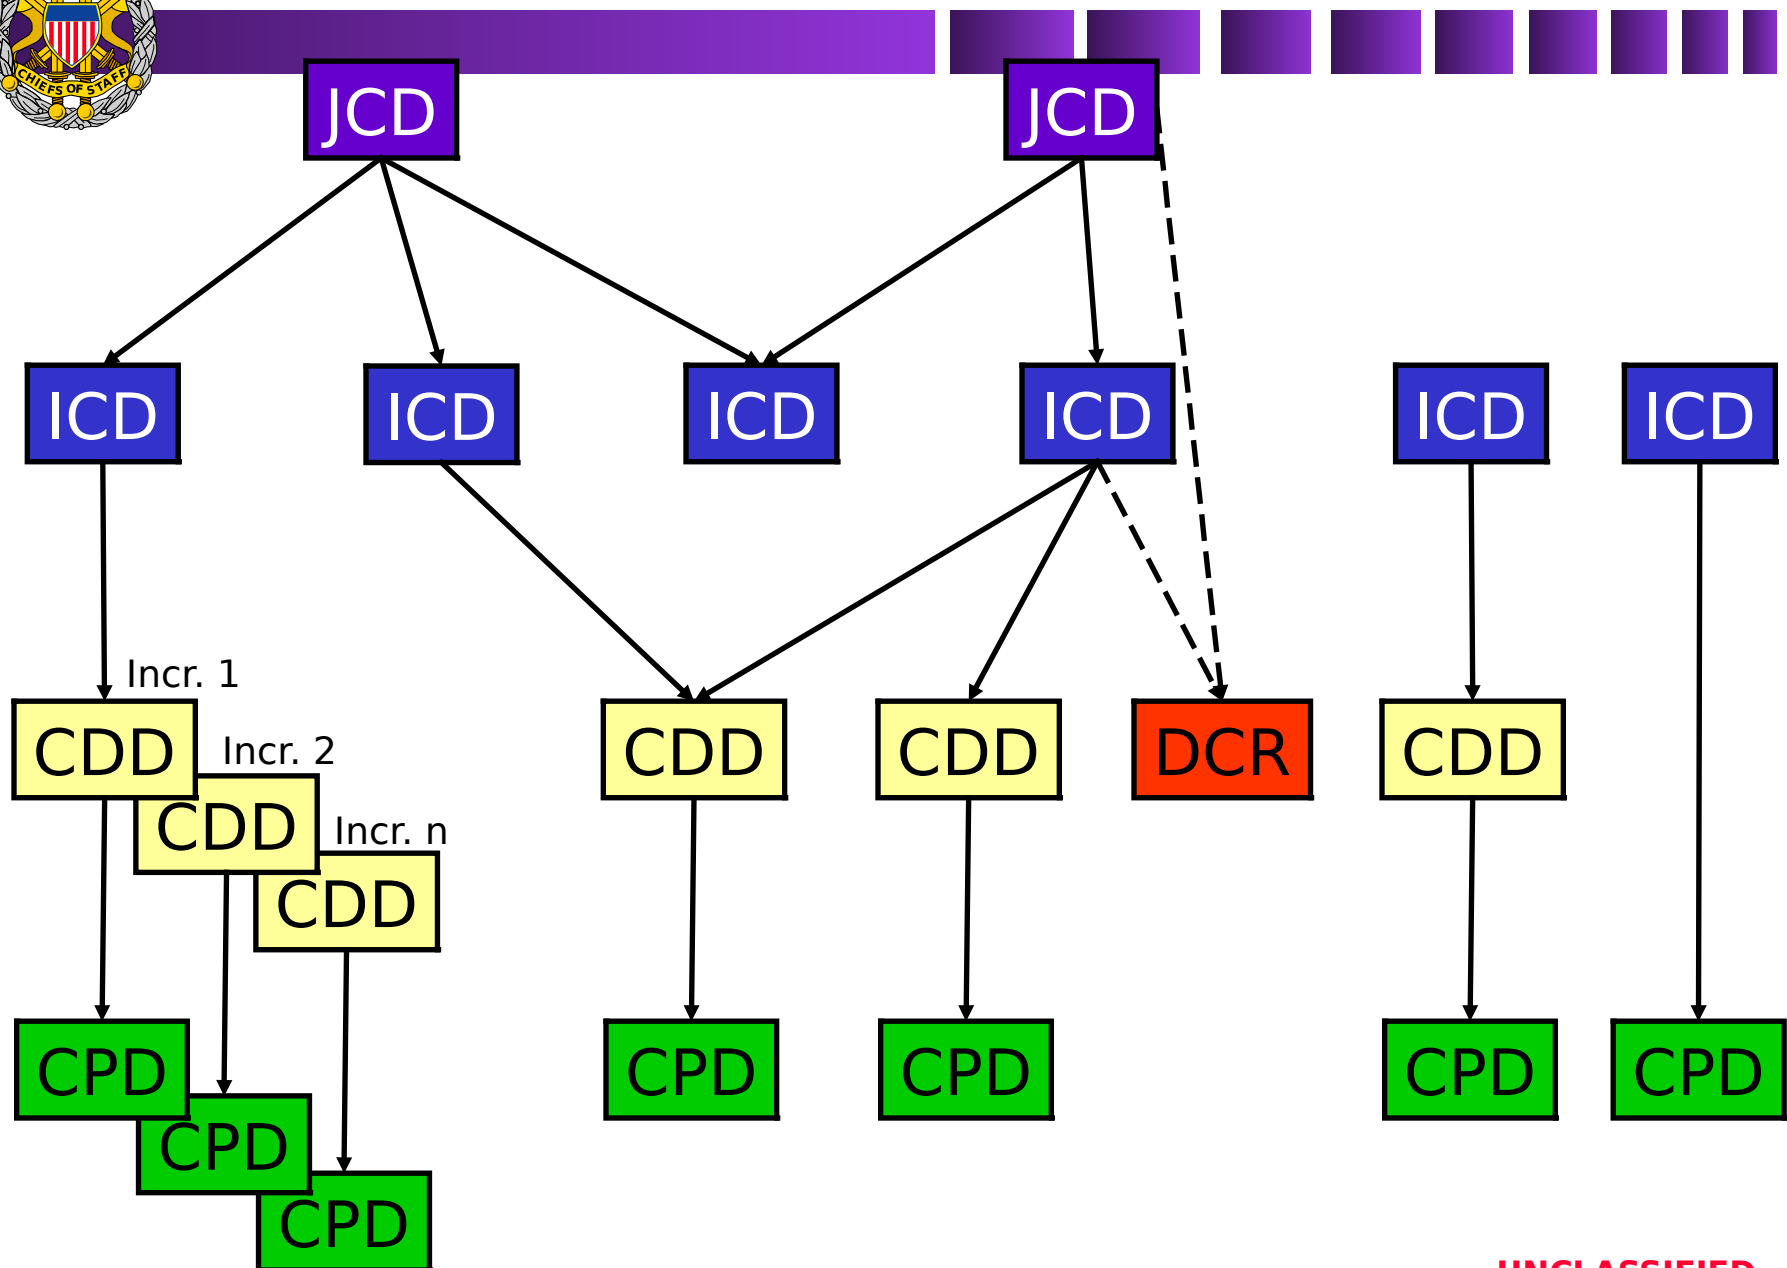 CHIEFS OF STAFF
JCD JCD
ICD ICD ICD ICD ICD ICD
Incr. 1
CDD CDD CDD DCR CDD
Incr. 2
CDD
Incr. n
CDD
CPD CPD CPD CPD CPD
CPD
CPD
UNCLASSIFIED